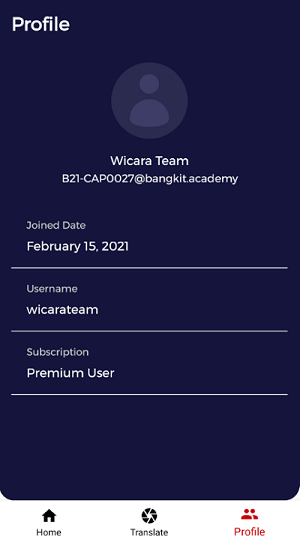 Profile
Wicara Team
B21-CAP0027@bangkit.academy
Joined Date
February 15, 2021
Username
wicarateam
Subscription
Premium User
Home
Translate
Profile